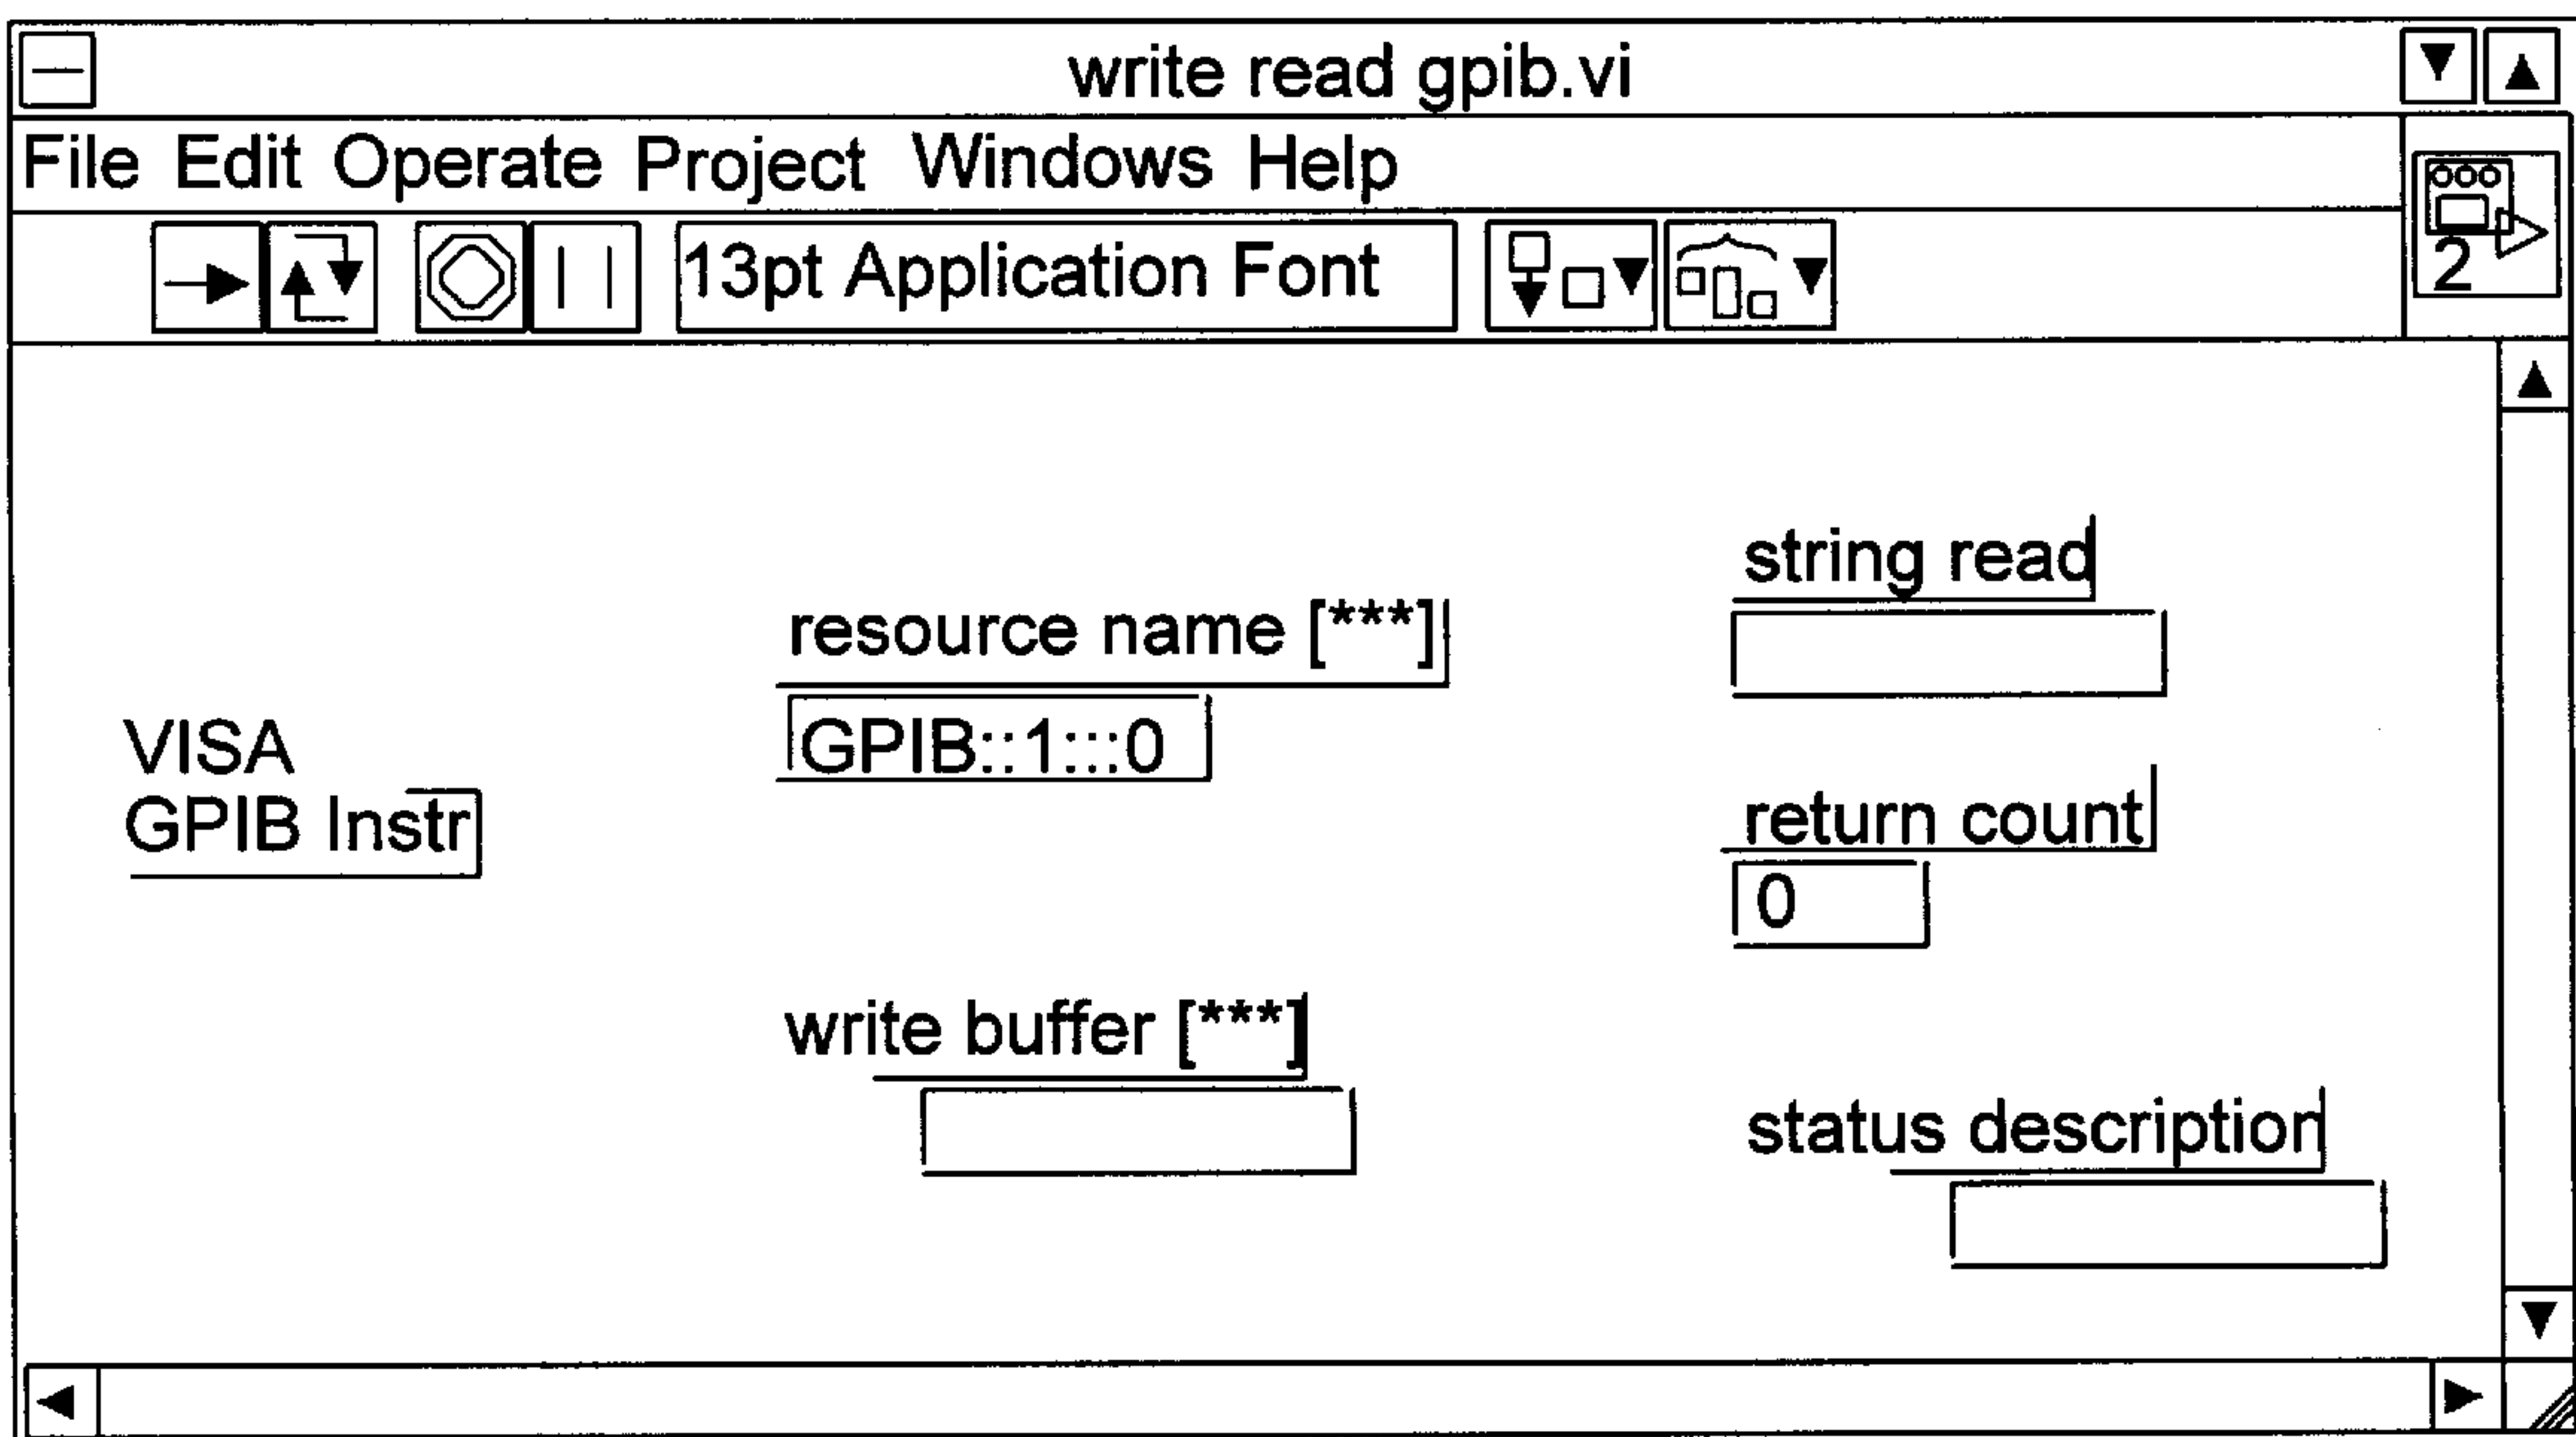 write read gpib.vi
File Edit Operate Project Windows Help
13pt Application Font
2
string read
resource name [***]
GPIB::1:::0
VISA
GPIB Instr
return count
0
write buffer [***]
status description